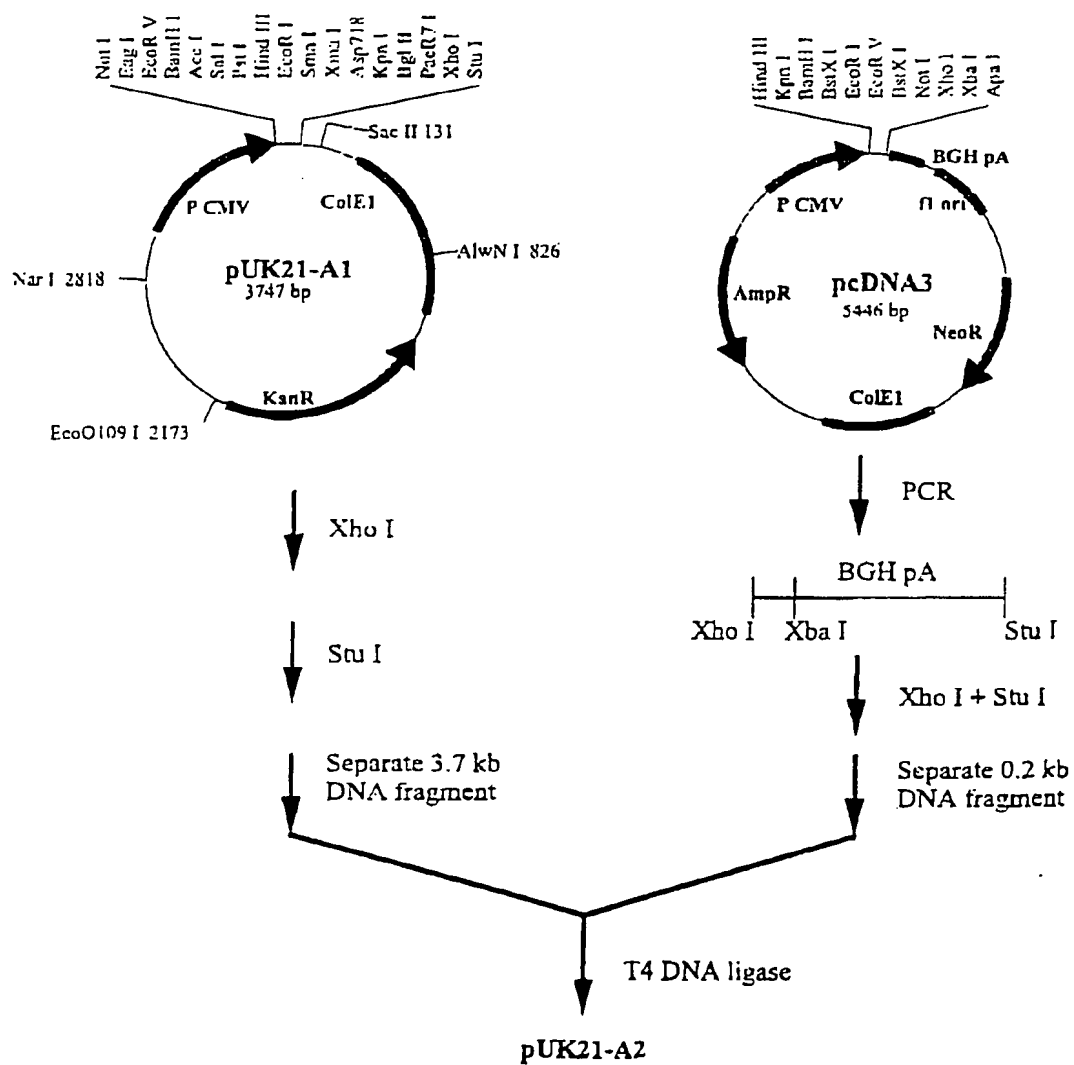 Not I
Eag I
EcoR V
BamH I
Acc I
Sal I
Pst I
Hind III
EcoR I
Sma I
Xma I
Asp718
Kpn I
Bgl II
PaeR7 I
Xho I
Stu I
Sac II 131
P CMV
ColE1
pUK21-A1
3747 bp
AlwN I 826
Nar I 2818
KanR
EcoO109 I 2173
Hind III
Kpn I
BamH I
BstX I
EcoR I
EcoR V
BstX I
Not I
Xho I
Xba I
Apa I
BGH pA
P CMV
f1 ori
AmpR
pcDNA3
5446 bp
NeoR
ColE1
Xho I
Stu I
Separate 3.7 kb
DNA fragment
PCR
BGH pA
Xho I
Xba I
Stu I
Xho I + Stu I
Separate 0.2 kb
DNA fragment
T4 DNA ligase
pUK21-A2